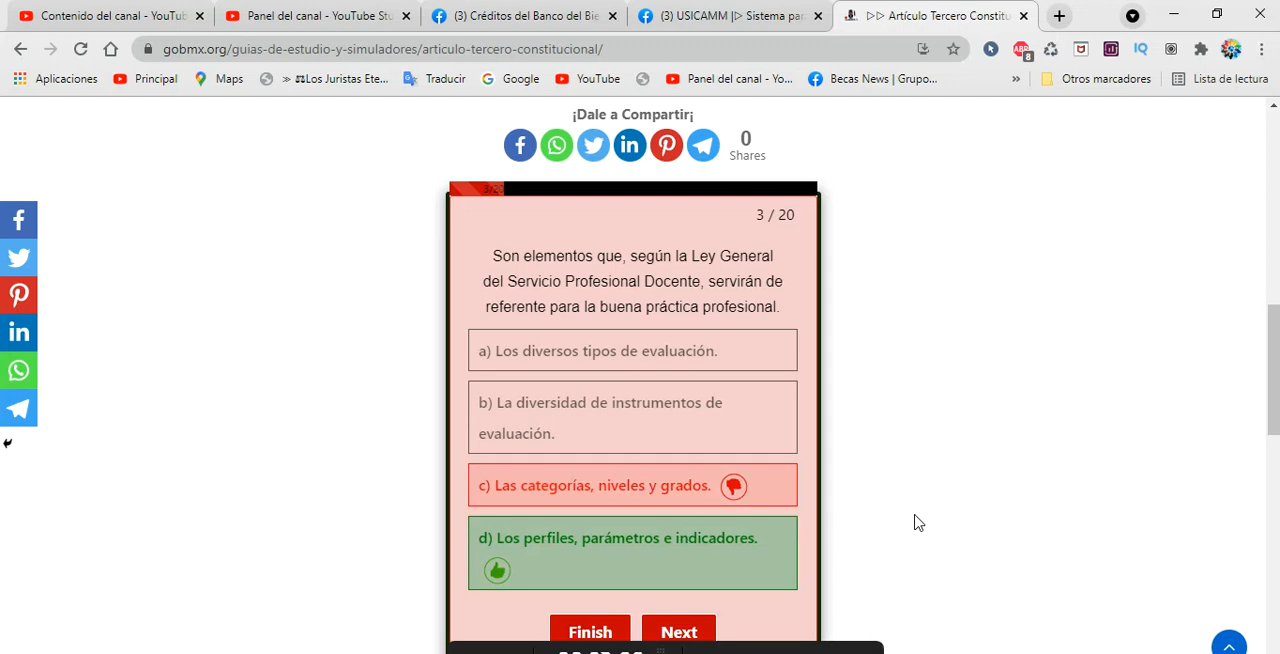 Contenido del canal - YouTub
Panel del canal - YouTube Stu
(3) Créditos del Banco del Bie
(3) USICAMM |▷ Sistema par
▷▷ Artículo Tercero Constitu
gobmx.org/guias-de-estudio-y-simuladores/articulo-tercero-constitucional/
ABP
8
IQ
Aplicaciones
Principal
Maps
» ⚖Los Juristas Ete...
Traducir
Google
YouTube
Panel del canal - Yo...
Becas News | Grupo...
»
Otros marcadores
Lista de lectura
¡Dale a Compartir¡
0
Shares
3/20
3 / 20
Son elementos que, según la Ley General
del Servicio Profesional Docente, servirán de
referente para la buena práctica profesional.
a) Los diversos tipos de evaluación.
b) La diversidad de instrumentos de
evaluación.
c) Las categorías, niveles y grados.
d) Los perfiles, parámetros e indicadores.
Finish
Next